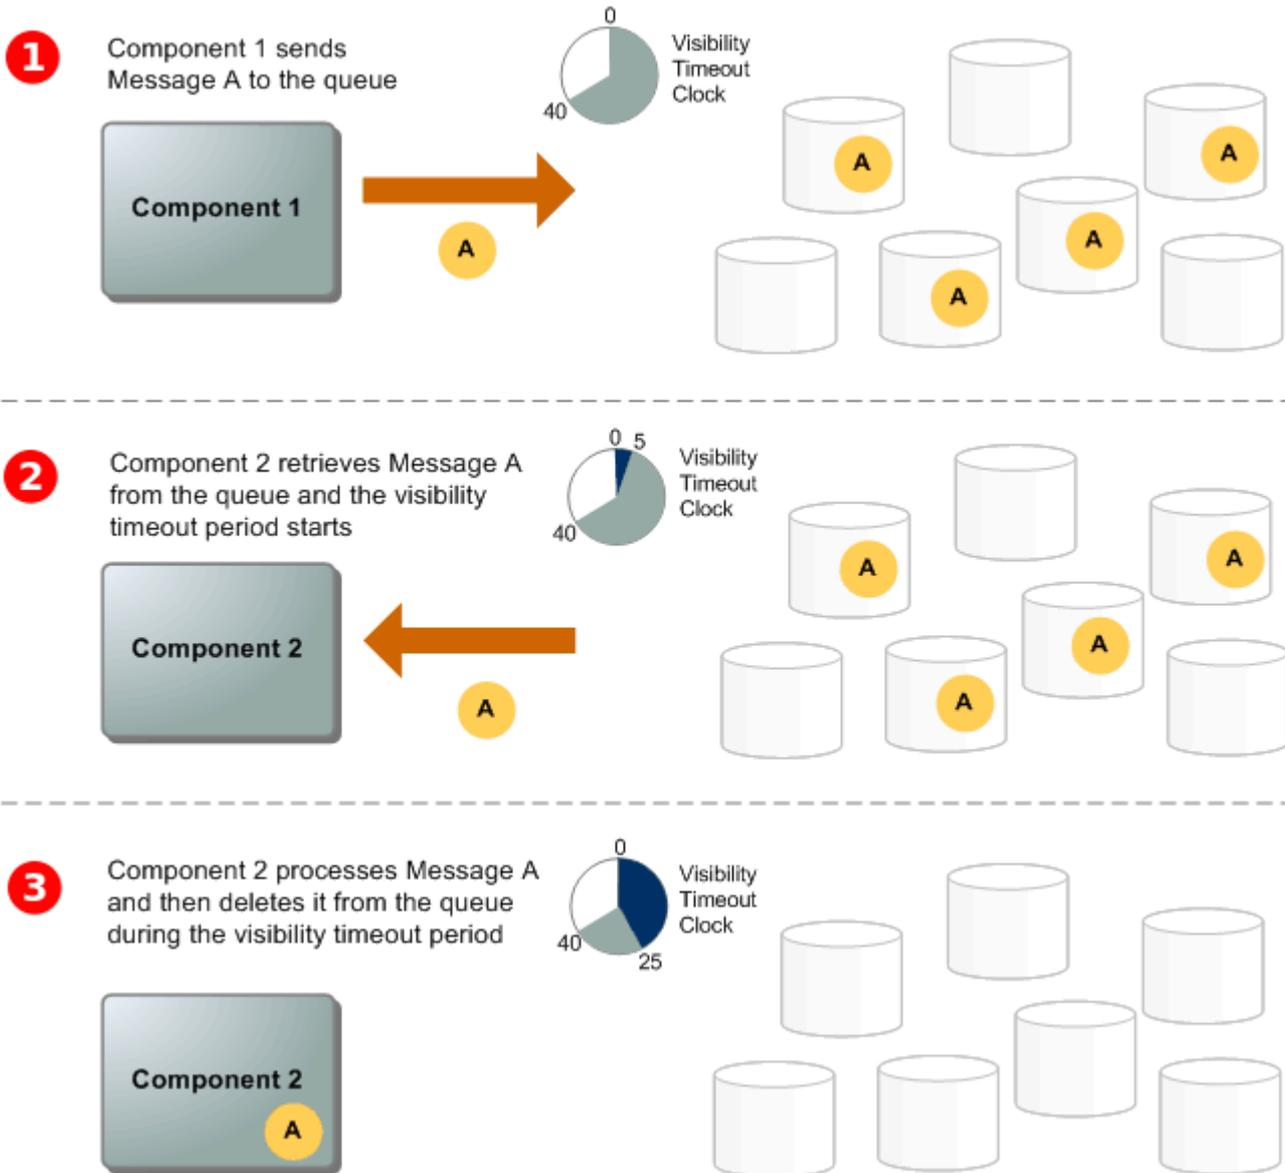 1
Component 1 sends
Message A to the queue
0
40
Visibility
Timeout
Clock
Component 1
A
A
A
A
A
2
Component 2 retrieves Message A
from the queue and the visibility
timeout period starts
0 5
40
Visibility
Timeout
Clock
Component 2
A
A
A
A
A
3
Component 2 processes Message A
and then deletes it from the queue
during the visibility timeout period
0
40
25
Visibility
Timeout
Clock
Component 2
A